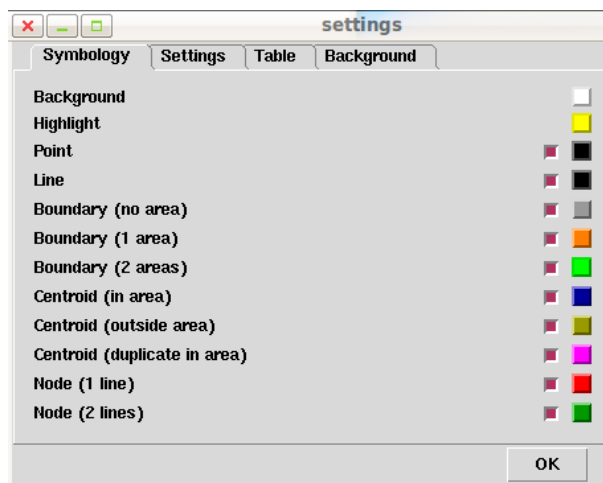 settings
Symbology Settings Table Background
Background
Highlight
Point
Line
Boundary (no area)
Boundary (1 area)
Boundary (2 areas)
Centroid (in area)
Centroid (outside area)
Centroid (duplicate in area)
Node (1 line)
Node (2 lines)
OK